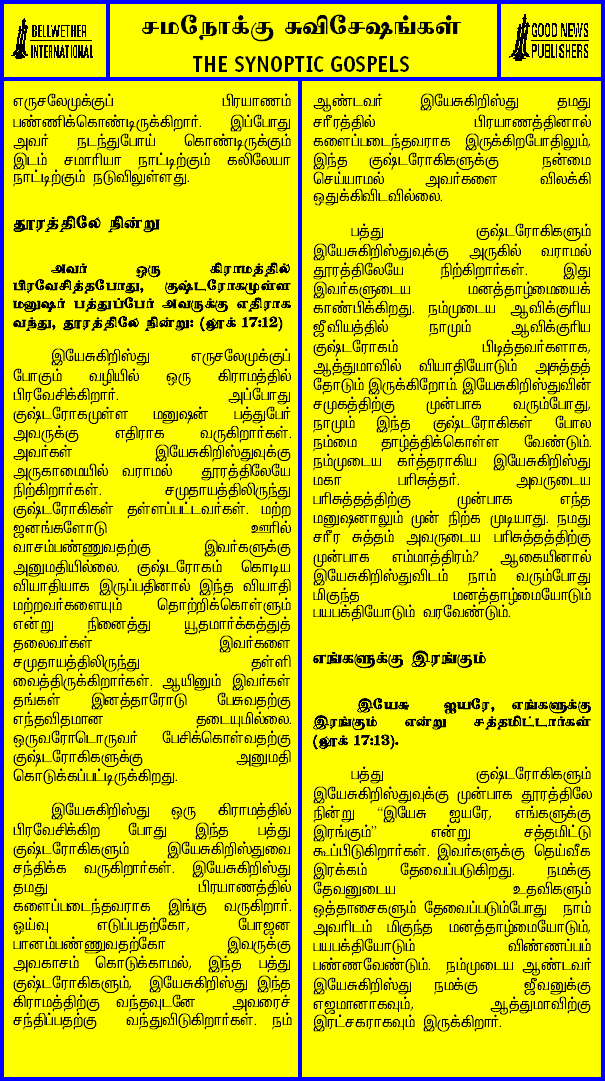 BELLWETHER
INTERNATIONAL
சமநோக்கு சுவிசேஷங்கள்
THE SYNOPTIC GOSPELS
GOOD NEWS
PUBLISHERS
எருசலேமுக்குப் பிரயாணம்
பண்ணிக்கொண்டிருக்கிறார். இப்போது
அவர் நடந்துபோய் கொண்டிருக்கும்
இடம் சமாரியா நாட்டிற்கும் கலிலேயா
நாட்டிற்கும் நடுவிலுள்ளது.
தூரத்திலே நின்று
அவர் ஒரு கிராமத்தில்
பிரவேசித்தபோது, குஷ்டரோகமுள்ள
மனுஷர் பத்துப்பேர் அவருக்கு எதிராக
வந்து, தூரத்திலே நின்று: (லூக் 17:12)
இயேசுகிறிஸ்து எருசலேமுக்குப்
போகும் வழியில் ஒரு கிராமத்தில்
பிரவேசிக்கிறார். அப்போது
குஷ்டரோகமுள்ள மனுஷன் பத்துபேர்
அவருக்கு எதிராக வருகிறார்கள்.
அவர்கள் இயேசுகிறிஸ்துவுக்கு
அருகாமையில் வராமல் தூரத்திலேயே
நிற்கிறார்கள். சமுதாயத்திலிருந்து
குஷ்டரோகிகள் தள்ளப்பட்டவர்கள். மற்ற
ஜனங்களோடு ஊரில்
வாசம்பண்ணுவதற்கு இவர்களுக்கு
அனுமதியில்லை. குஷ்டரோகம் கொடிய
வியாதியாக இருப்பதினால் இந்த வியாதி
மற்றவர்களையும் தொற்றிக்கொள்ளும்
என்று நினைத்து யூதமார்க்கத்துத்
தலைவர்கள் இவர்களை
சமுதாயத்திலிருந்து தள்ளி
வைத்திருக்கிறார்கள். ஆயினும் இவர்கள்
தங்கள் இனத்தாரோடு பேசுவதற்கு
எந்தவிதமான தடையுமில்லை.
ஒருவரோடொருவர் பேசிக்கொள்வதற்கு
குஷ்டரோகிகளுக்கு அனுமதி
கொடுக்கப்பட்டிருக்கிறது.
இயேசுகிறிஸ்து ஒரு கிராமத்தில்
பிரவேசிக்கிற போது இந்த பத்து
குஷ்டரோகிகளும் இயேசுகிறிஸ்துவை
சந்திக்க வருகிறார்கள். இயேசுகிறிஸ்து
தமது பிரயாணத்தில்
களைப்படைந்தவராக இங்கு வருகிறார்.
ஓய்வு எடுப்பதற்கோ, போஜன
பானம்பண்ணுவதற்கோ இவருக்கு
அவகாசம் கொடுக்காமல், இந்த பத்து
குஷ்டரோகிகளும், இயேசுகிறிஸ்து இந்த
கிராமத்திற்கு வந்தவுடனே அவரைச்
சந்திப்பதற்கு வந்துவிடுகிறார்கள். நம்
ஆண்டவர் இயேசுகிறிஸ்து தமது
சரீரத்தில் பிரயாணத்தினால்
களைப்படைந்தவராக இருக்கிறபோதிலும்,
இந்த குஷ்டரோகிகளுக்கு நன்மை
செய்யாமல் அவர்களை விலக்கி
ஒதுக்கிவிடவில்லை.
பத்து குஷ்டரோகிகளும்
இயேசுகிறிஸ்துவுக்கு அருகில் வராமல்
தூரத்திலேயே நிற்கிறார்கள். இது
இவர்களுடைய மனத்தாழ்மையைக்
காண்பிக்கிறது. நம்முடைய ஆவிக்குரிய
ஜீவியத்தில் நாமும் ஆவிக்குரிய
குஷ்டரோகம் பிடித்தவர்களாக,
ஆத்துமாவில் வியாதியோடும் அசுத்தத்
தோடும் இருக்கிறோம். இயேசுகிறிஸ்துவின்
சமுகத்திற்கு முன்பாக வரும்போது,
நாமும் இந்த குஷ்டரோகிகள் போல
நம்மை தாழ்த்திக்கொள்ள வேண்டும்.
நம்முடைய கர்த்தராகிய இயேசுகிறிஸ்து
மகா பரிசுத்தர். அவருடைய
பரிசுத்தத்திற்கு முன்பாக எந்த
மனுஷனாலும் முன் நிற்க முடியாது. நமது
சரீர சுத்தம் அவருடைய பரிசுத்தத்திற்கு
முன்பாக எம்மாத்திரம்? ஆகையினால்
இயேசுகிறிஸ்துவிடம் நாம் வரும்போது
மிகுந்த மனத்தாழ்மையோடும்
பயபக்தியோடும் வரவேண்டும்.
எங்களுக்கு இரங்கும்
இயேசு ஐயரே, எங்களுக்கு
இரங்கும் என்று சத்தமிட்டார்கள்
(லூக் 17:13).
பத்து குஷ்டரோகிகளும்
இயேசுகிறிஸ்துவுக்கு முன்பாக தூரத்திலே
நின்று “இயேசு ஐயரே, எங்களுக்கு
இரங்கும்” என்று சத்தமிட்டு
கூப்பிடுகிறார்கள். இவர்களுக்கு தெய்வீக
இரக்கம் தேவைப்படுகிறது. நமக்கு
தேவனுடைய உதவிகளும்
ஒத்தாசைகளும் தேவைப்படும்போது நாம்
அவரிடம் மிகுந்த மனத்தாழ்மையோடும்,
பயபக்தியோடும் விண்ணப்பம்
பண்ணவேண்டும். நம்முடைய ஆண்டவர்
இயேசுகிறிஸ்து நமக்கு ஜீவனுக்கு
எஜமானாகவும், ஆத்துமாவிற்கு
இரட்சகராகவும் இருக்கிறார்.